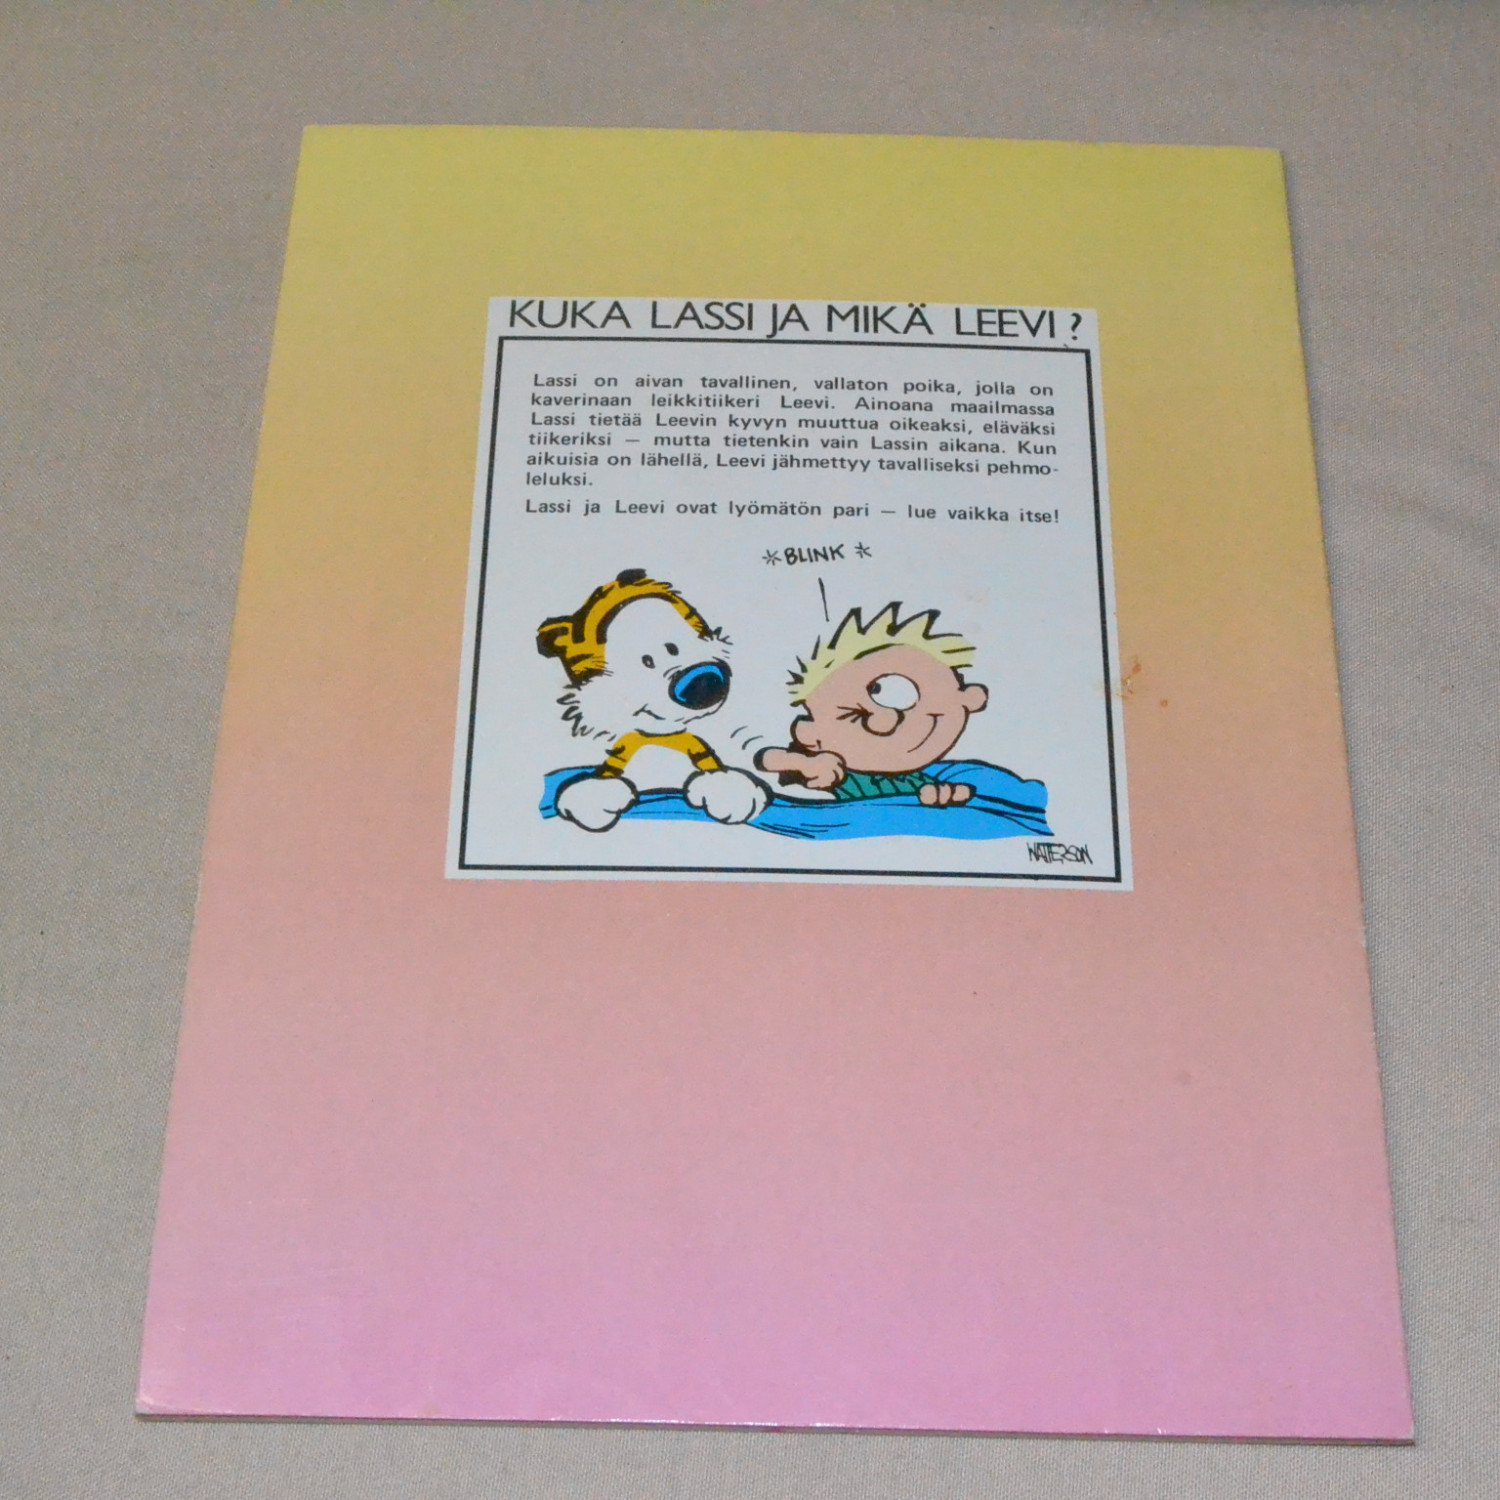 KUKA LASSI JA MIKÄ LEEVI ?
Lassi on aivan tavallinen, vallaton poika, jolla on
kaverinaan leikkitiikeri Leevi. Ainoana maailmassa
Lassi tietää Leevin kyvyn muuttua oikeaksi, eläväksi
tiikeriksi — mutta tietenkin vain Lassin aikana. Kun
aikuisia on lähellä, Leevi jähmettyy tavalliseksi pehmo-
leluksi.
Lassi ja Leevi ovat lyömätön pari — lue vaikka itse!
*BLINK *
WATTERSON